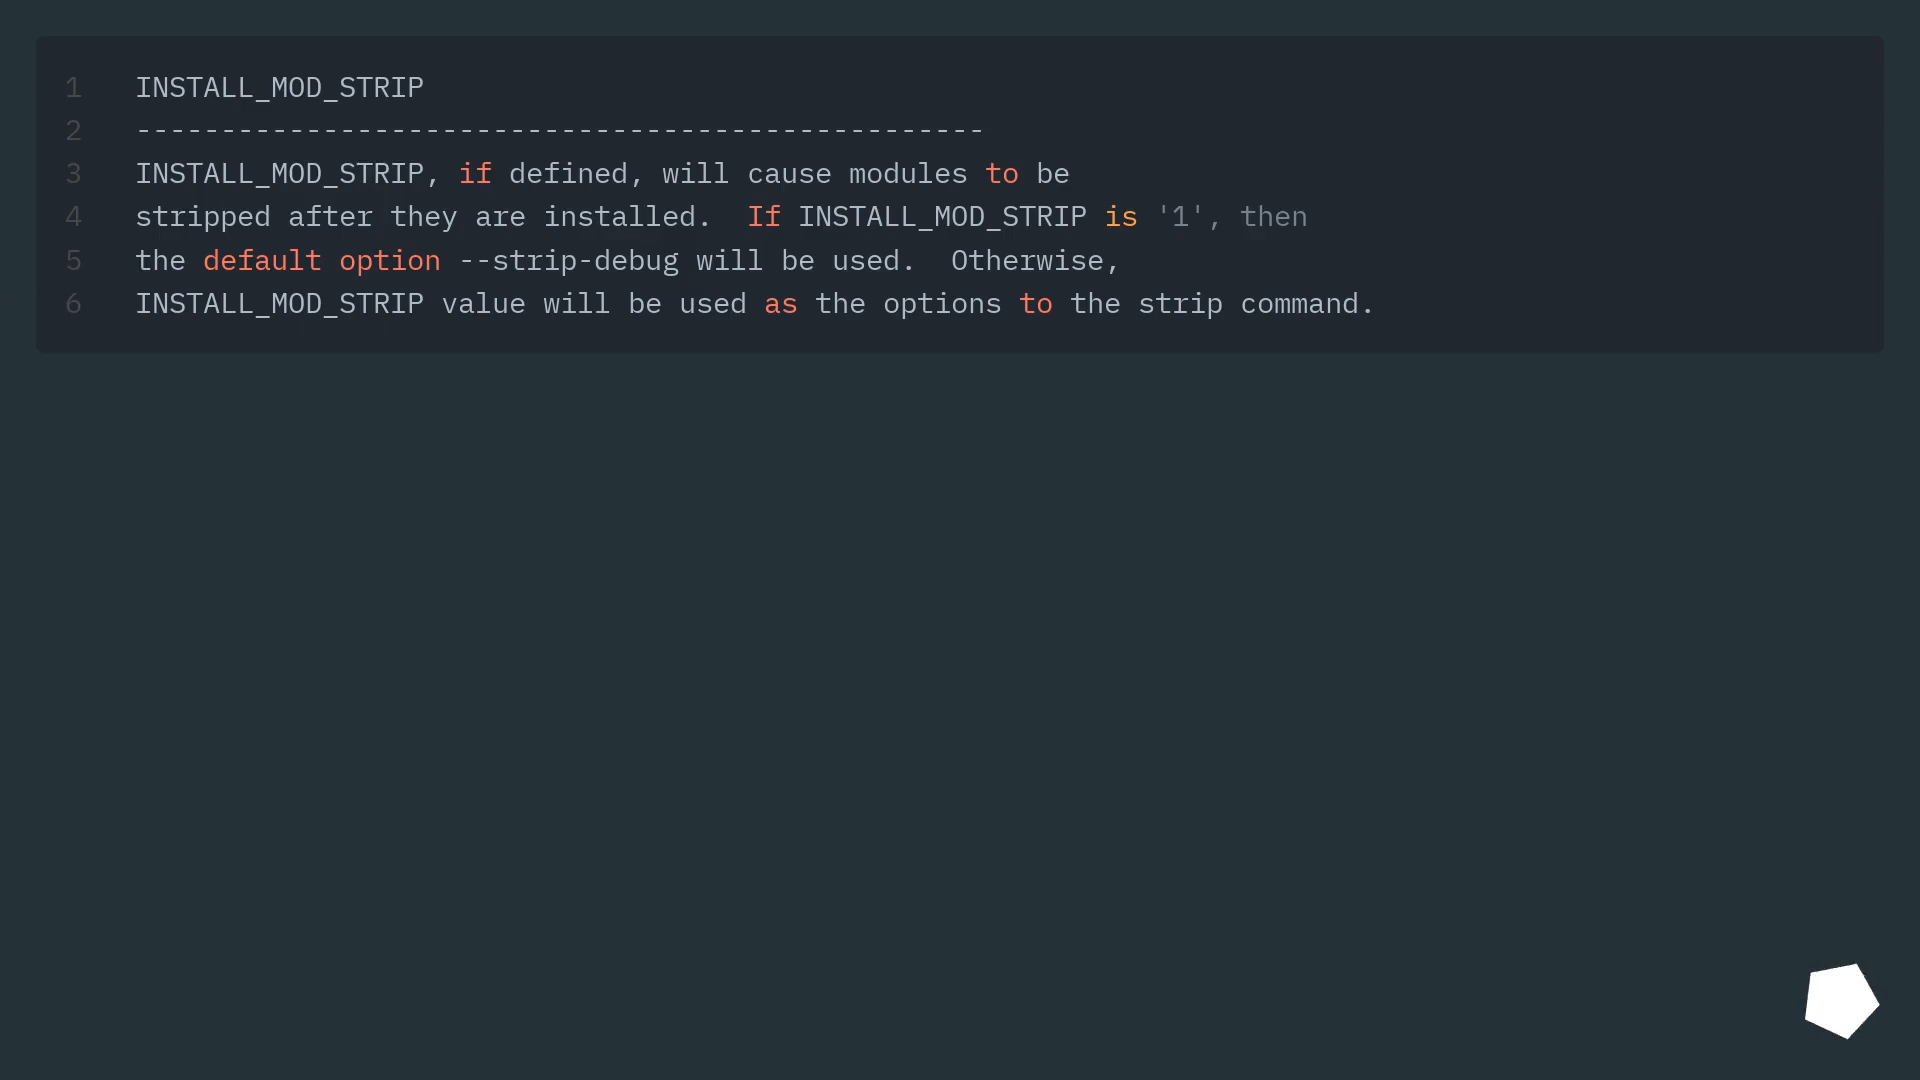 1 INSTALL_MOD_STRIP
2 --------------------------------------------------
3 INSTALL_MOD_STRIP, if defined, will cause modules to be
4 stripped after they are installed.  If INSTALL_MOD_STRIP is '1', then
5 the default option --strip-debug will be used.  Otherwise,
6 INSTALL_MOD_STRIP value will be used as the options to the strip command.